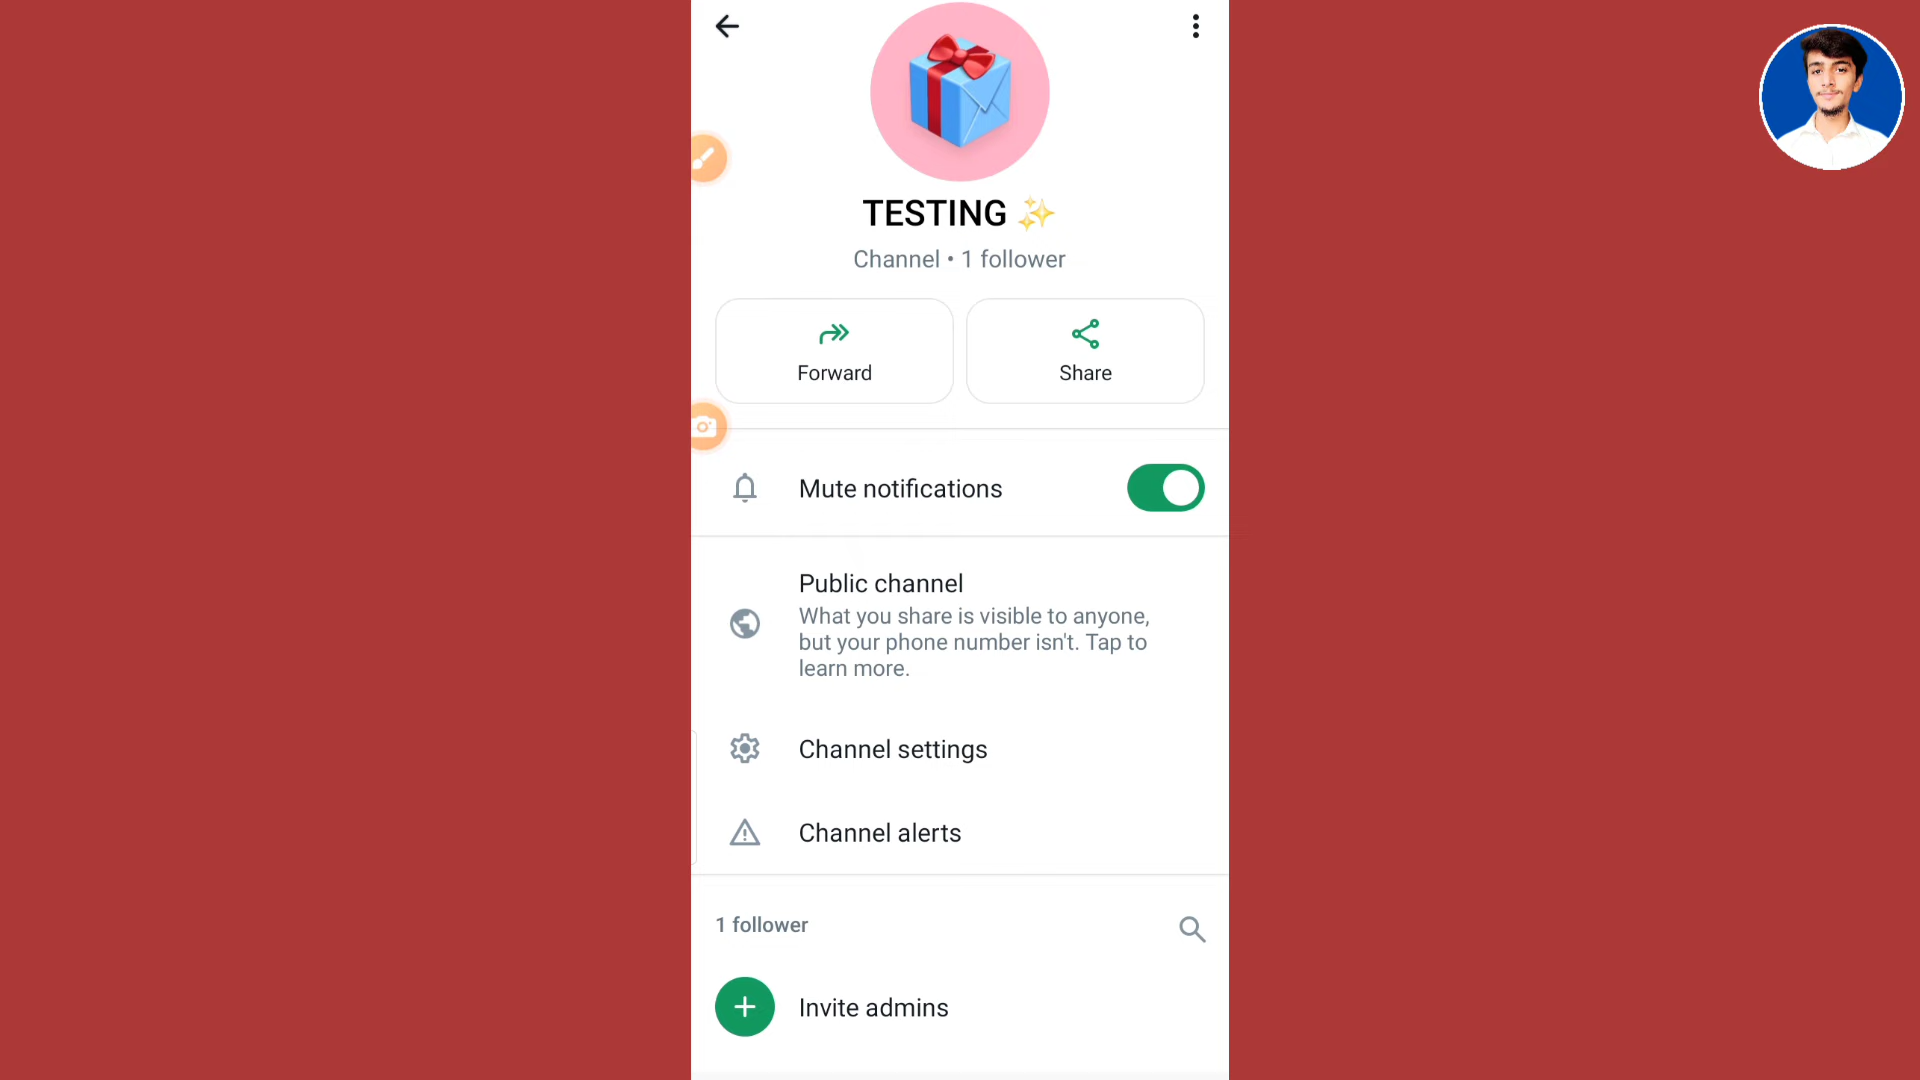 TESTING ✨
Channel • 1 follower
Forward
Share
Mute notifications
Public channel
What you share is visible to anyone,
but your phone number isn't. Tap to
learn more.
Channel settings
Channel alerts
1 follower
Invite admins